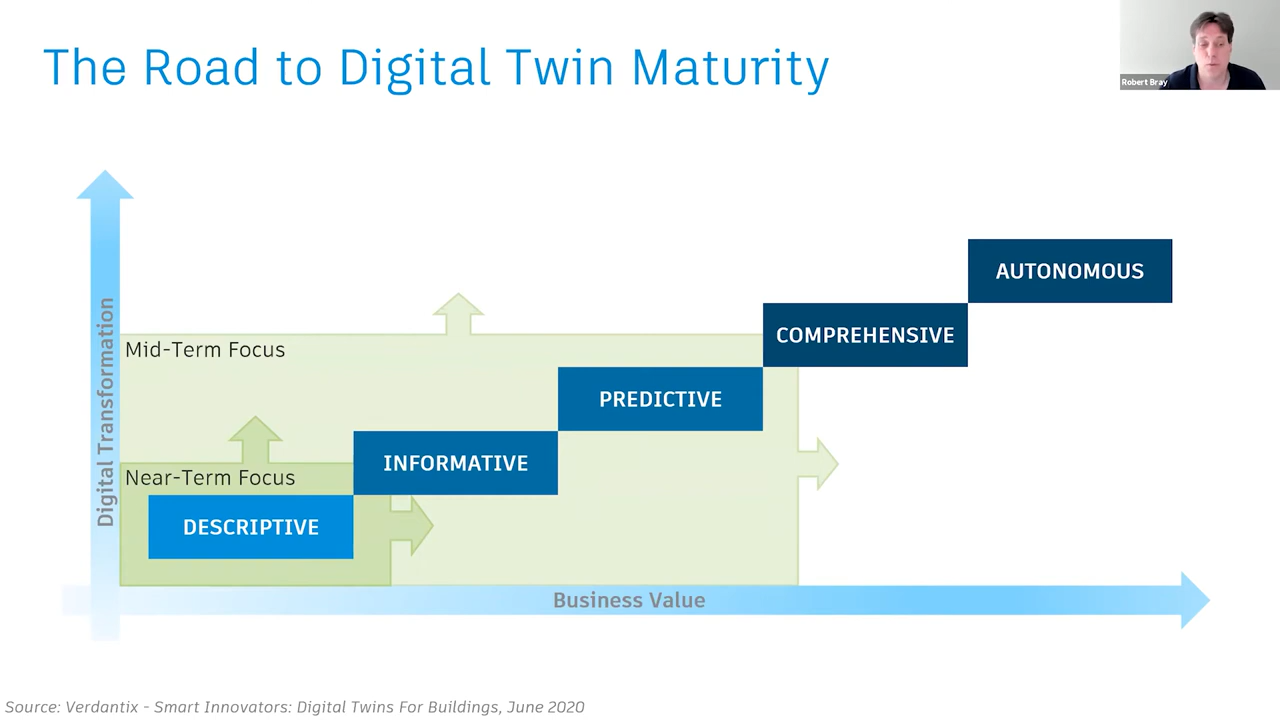 The Road to Digital Twin Maturity
Robert Bray
AUTONOMOUS
COMPREHENSIVE
Mid-Term Focus
PREDICTIVE
INFORMATIVE
Near-Term Focus
DESCRIPTIVE
Digital Transformation
Business Value
Source: Verdantix - Smart Innovators: Digital Twins For Buildings, June 2020